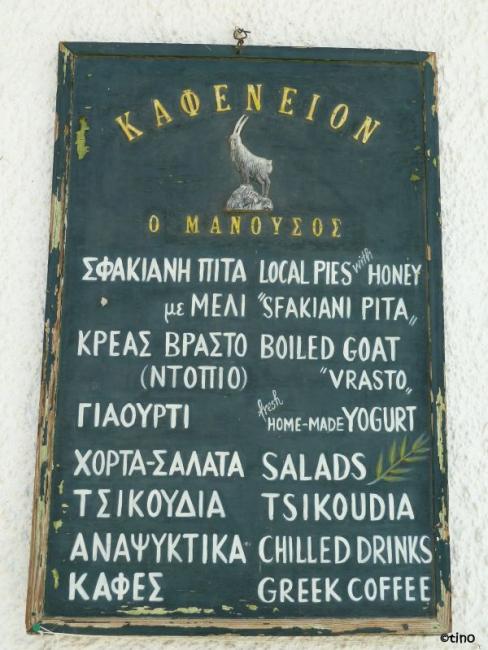 ΚΑΦΕΝΕΙΟΝ
Ο ΜΑΝΟΥΣΟΣ
ΣΦΑΚΙΑΝΗ ΠΙΤΑ LOCAL PIES with HONEY
με ΜΕΛΙ "SFAKIANI PITA„
ΚΡΕΑΣ ΒΡΑΣΤΟ BOILED GOAT
(ΝΤΟΠΙΟ) "VRASTO„
ΓΙΑΟΥΡΤΙ fresh HOME-MADE YOGURT
ΧΟΡΤΑ-ΣΑΛΑΤΑ SALADS
ΤΣΙΚΟΥΔΙΑ TSIKOUDIA
ΑΝΑΨΥΚΤΙΚΑ CHILLED DRINKS
ΚΑΦΕΣ GREEK COFFEE
©tino